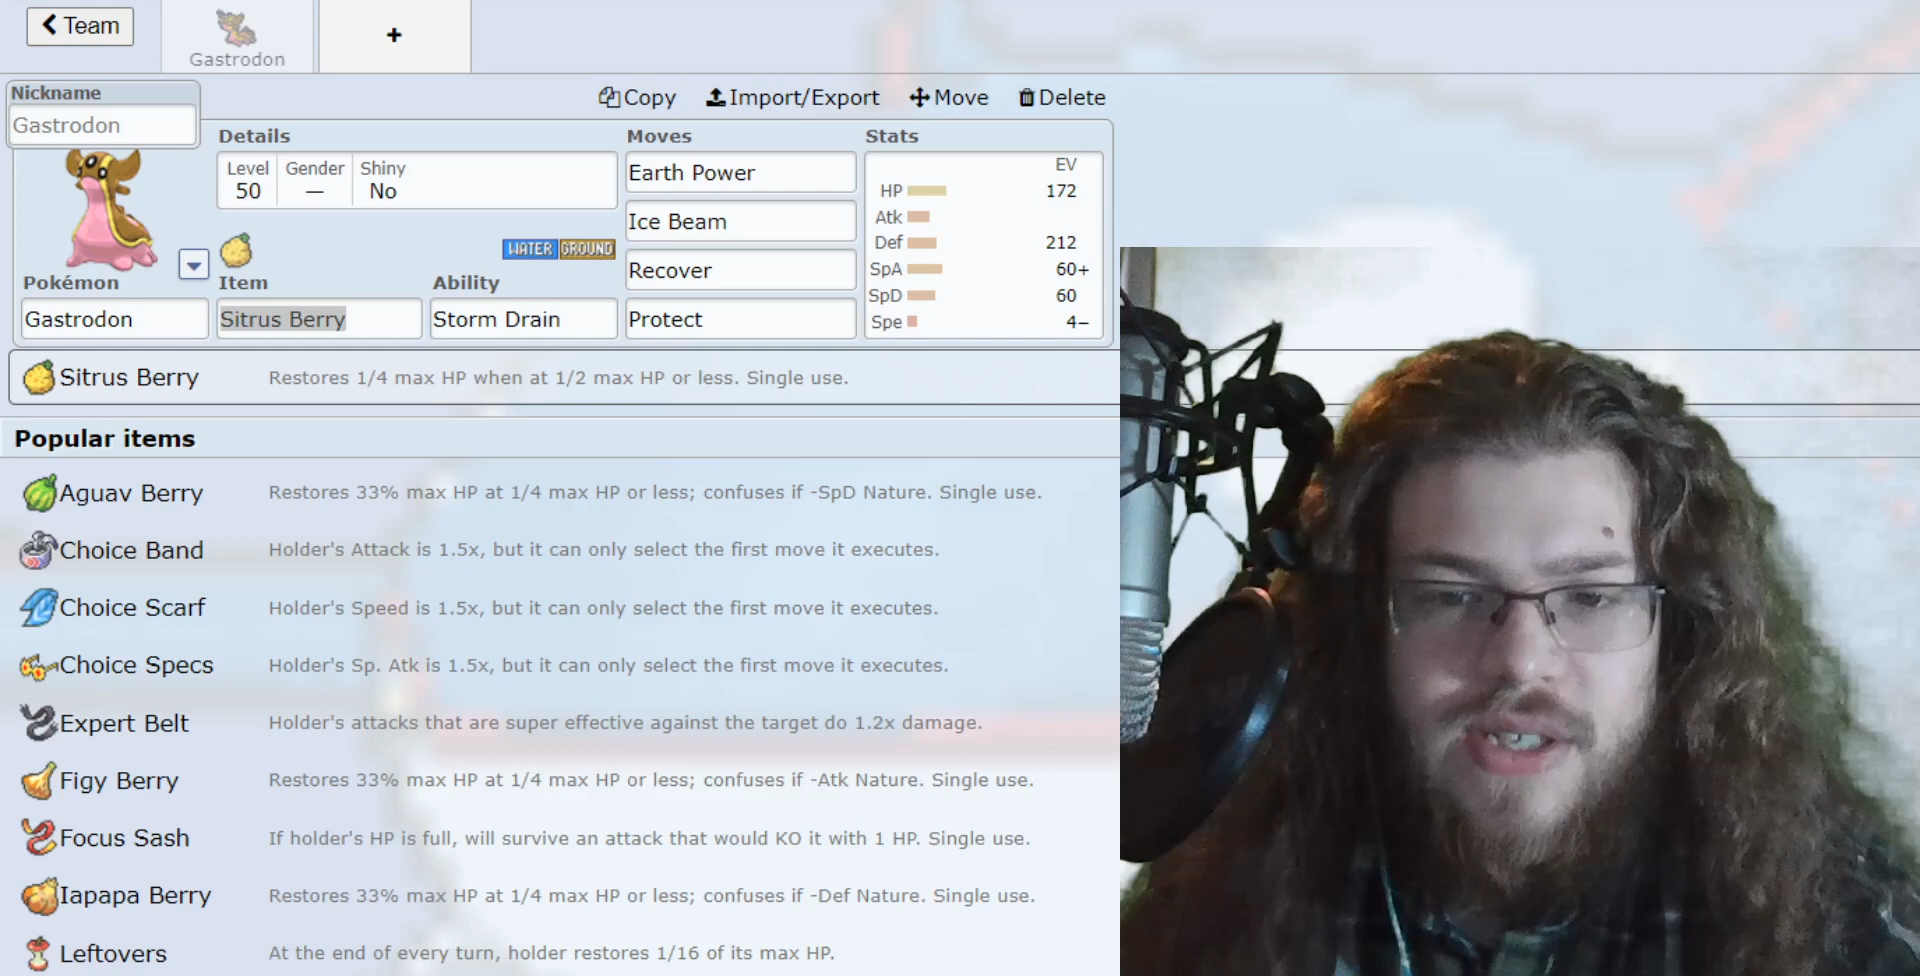 Team
Gastrodon
+
Nickname
Gastrodon
Copy
Import/Export
Move
Delete
Details
Level
50
Gender
—
Shiny
No
WATER GROUND
Pokémon
Gastrodon
Item
Sitrus Berry
Ability
Storm Drain
Moves
Earth Power
Ice Beam
Recover
Protect
Stats
EV
HP 172
Atk
Def 212
SpA 60+
SpD 60
Spe 4−
Sitrus Berry Restores 1/4 max HP when at 1/2 max HP or less. Single use.
Popular items
Aguav Berry Restores 33% max HP at 1/4 max HP or less; confuses if -SpD Nature. Single use.
Choice Band Holder's Attack is 1.5x, but it can only select the first move it executes.
Choice Scarf Holder's Speed is 1.5x, but it can only select the first move it executes.
Choice Specs Holder's Sp. Atk is 1.5x, but it can only select the first move it executes.
Expert Belt Holder's attacks that are super effective against the target do 1.2x damage.
Figy Berry Restores 33% max HP at 1/4 max HP or less; confuses if -Atk Nature. Single use.
Focus Sash If holder's HP is full, will survive an attack that would KO it with 1 HP. Single use.
Iapapa Berry Restores 33% max HP at 1/4 max HP or less; confuses if -Def Nature. Single use.
Leftovers At the end of every turn, holder restores 1/16 of its max HP.